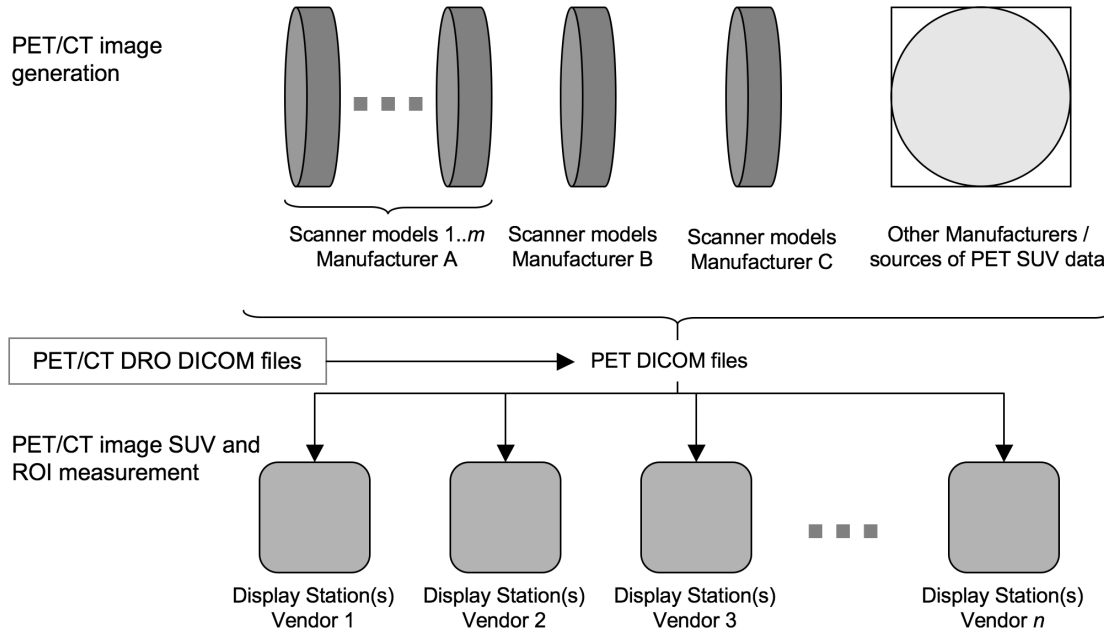 PET/CT image
generation
Scanner models 1..m
Manufacturer A
Scanner models
Manufacturer B
Scanner models
Manufacturer C
Other Manufacturers /
sources of PET SUV data
PET/CT DRO DICOM files
PET DICOM files
PET/CT image SUV and
ROI measurement
Display Station(s)
Vendor 1
Display Station(s)
Vendor 2
Display Station(s)
Vendor 3
Display Station(s)
Vendor n